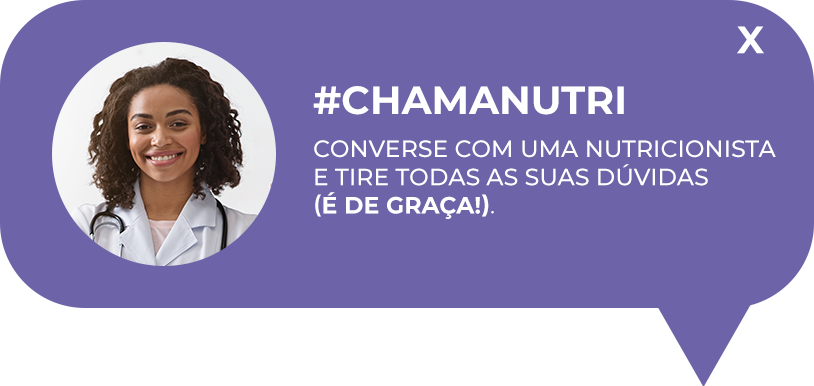 X
#CHAMANUTRI
CONVERSE COM UMA NUTRICIONISTA
E TIRE TODAS AS SUAS DÚVIDAS
(É DE GRAÇA!).